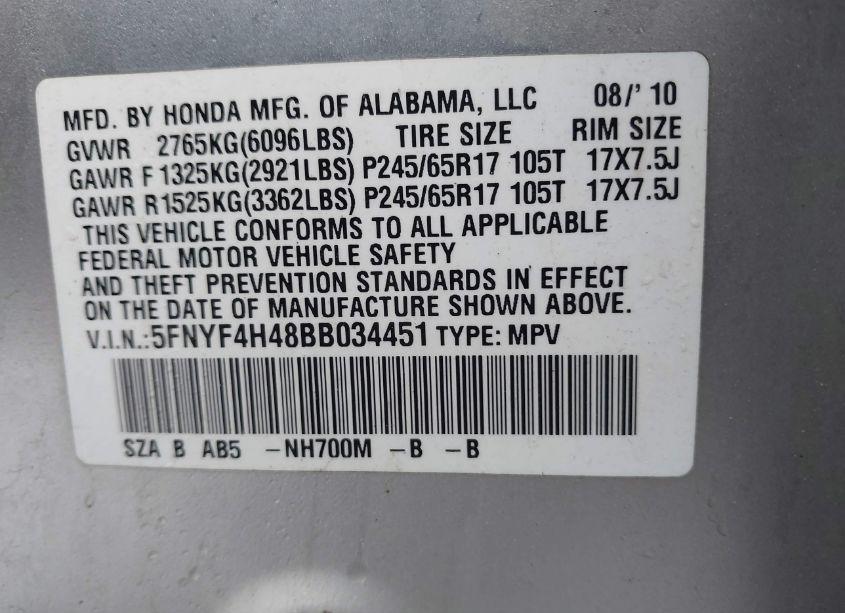 MFD. BY HONDA MFG. OF ALABAMA, LLC 08/'10
GVWR 2765KG(6096LBS) TIRE SIZE RIM SIZE
GAWR F 1325KG(2921LBS) P245/65R17 105T 17X7.5J
GAWR R1525KG(3362LBS) P245/65R17 105T 17X7.5J
THIS VEHICLE CONFORMS TO ALL APPLICABLE
FEDERAL MOTOR VEHICLE SAFETY
AND THEFT PREVENTION STANDARDS IN EFFECT
ON THE DATE OF MANUFACTURE SHOWN ABOVE.
V.I.N.:5FNYF4H48BB034451 TYPE: MPV
SZA B AB5 -NH700M -B -B